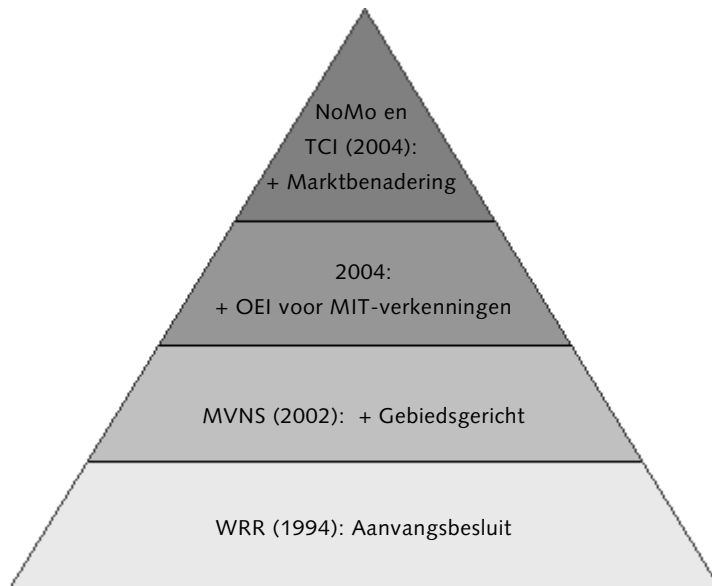 NoMo en
TCI (2004):
+ Marktbenadering
2004:
+ OEI voor MIT-verkenningen
MVNS (2002): + Gebiedsgericht
WRR (1994): Aanvangsbesluit